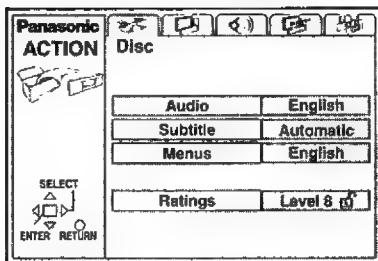 Panasonic
ACTION
Disc
Audio English
Subtitle Automatic
Menus English
Ratings Level 8
SELECT
ENTER RETURN